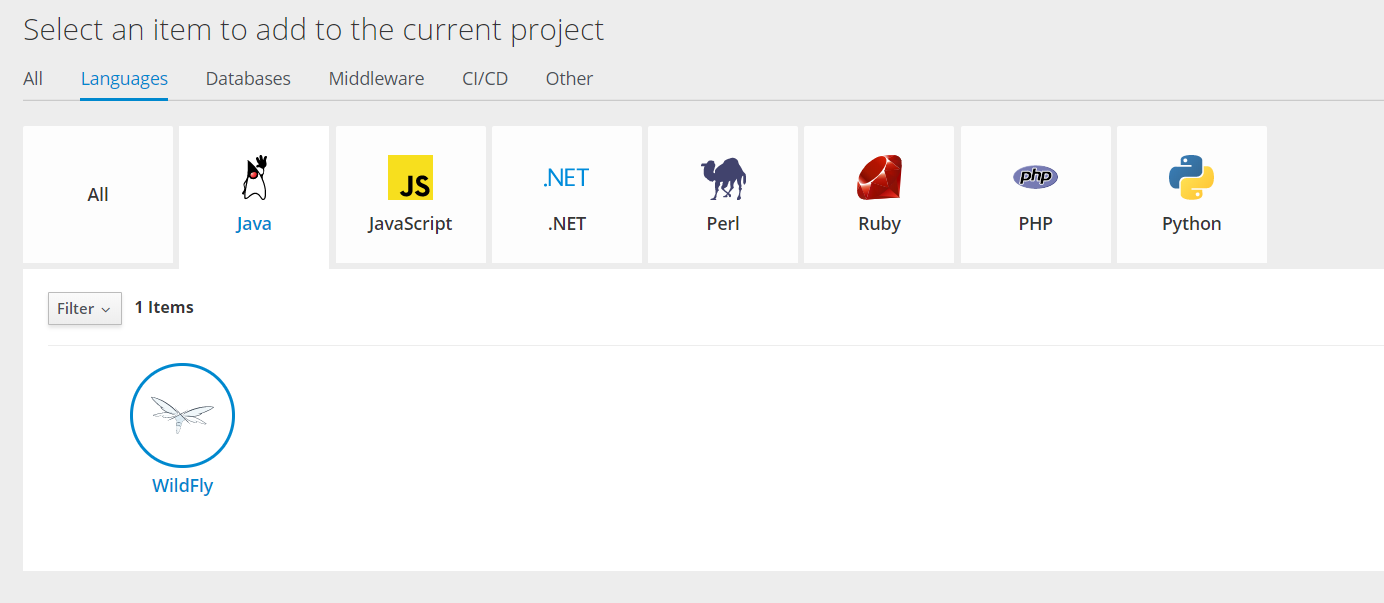 Select an item to add to the current project
All Languages Databases Middleware CI/CD Other
All
Java
JS
JavaScript
.NET
.NET
Perl
Ruby
php
PHP
Python
Filter 1 Items
WildFly